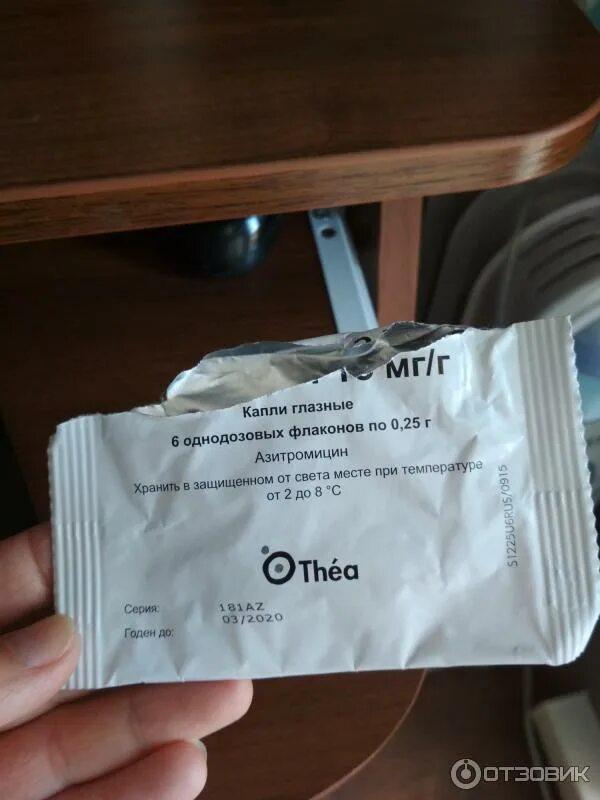 мг/г
Капли глазные
6 однодозовых флаконов по 0,25 г
Азитромицин
Хранить в защищенном от света месте при температуре
от 2 до 8 °C
Théa
Серия: 181AZ
Годен до: 03/2020
S1225U6RUS/0915
ОТЗОВИК